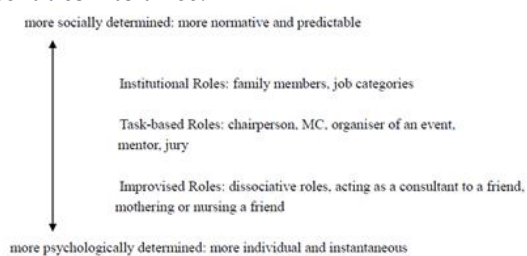 more socially determined: more normative and predictable
Institutional Roles: family members, job categories
Task-based Roles: chairperson, MC, organiser of an event,
mentor, jury
Improvised Roles: dissociative roles, acting as a consultant to a friend,
mothering or nursing a friend
more psychologically determined: more individual and instantaneous